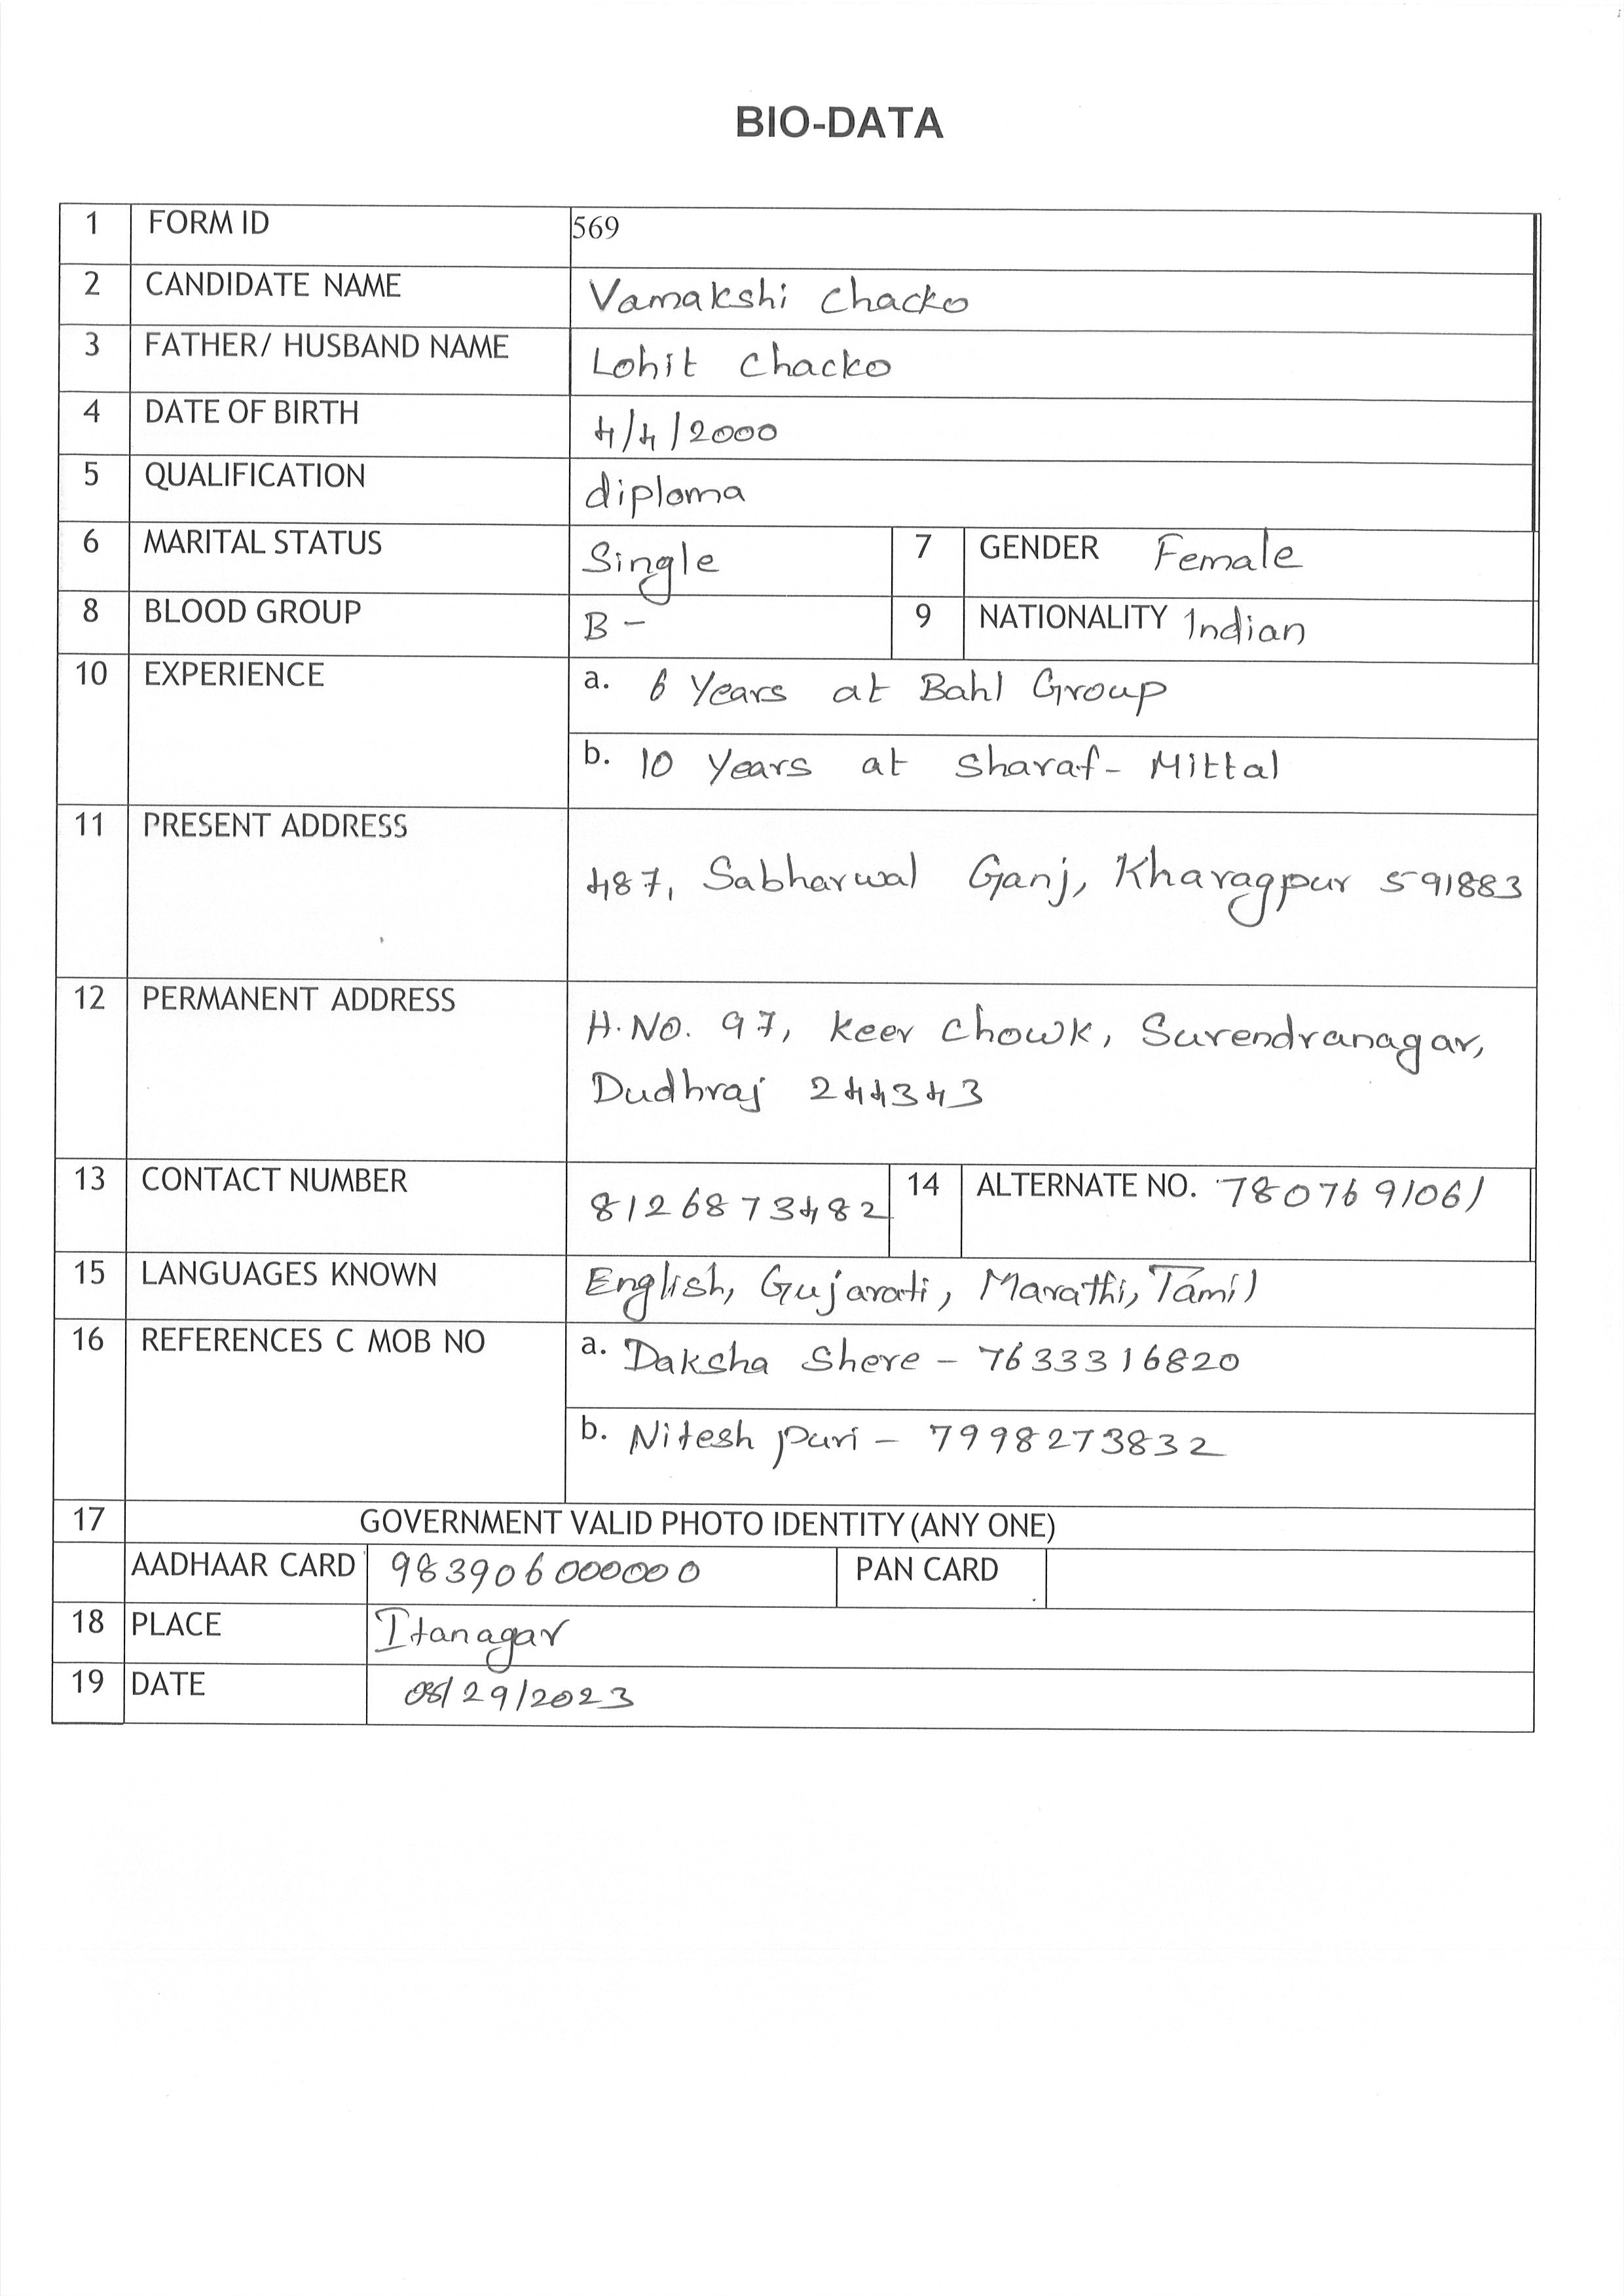 BIO-DATA
1 FORM ID 569
2 CANDIDATE NAME Vamakshi Chacko
3 FATHER/ HUSBAND NAME Lohit Chacko
4 DATE OF BIRTH 4/4/2000
5 QUALIFICATION diploma
6 MARITAL STATUS Single 7 GENDER Female
8 BLOOD GROUP B- 9 NATIONALITY Indian
10 EXPERIENCE a. 6 Years at Bahl Group
b. 10 Years at Sharaf-Mittal
11 PRESENT ADDRESS
487, Sabharwal Ganj, Kharagpur 591883
12 PERMANENT ADDRESS H.No. 97, Keer Chowk, Surendranagar,
Dudhraj 244343
13 CONTACT NUMBER 8126873482 14 ALTERNATE NO. 7807691061
15 LANGUAGES KNOWN English, Gujarati, Marathi, Tamil
16 REFERENCES C MOB NO a. Daksha Shere - 7633316820
b. Nitesh Puri - 7998273832
17 GOVERNMENT VALID PHOTO IDENTITY (ANY ONE)
AADHAAR CARD 983906000000 PAN CARD
18 PLACE Itanagar
19 DATE